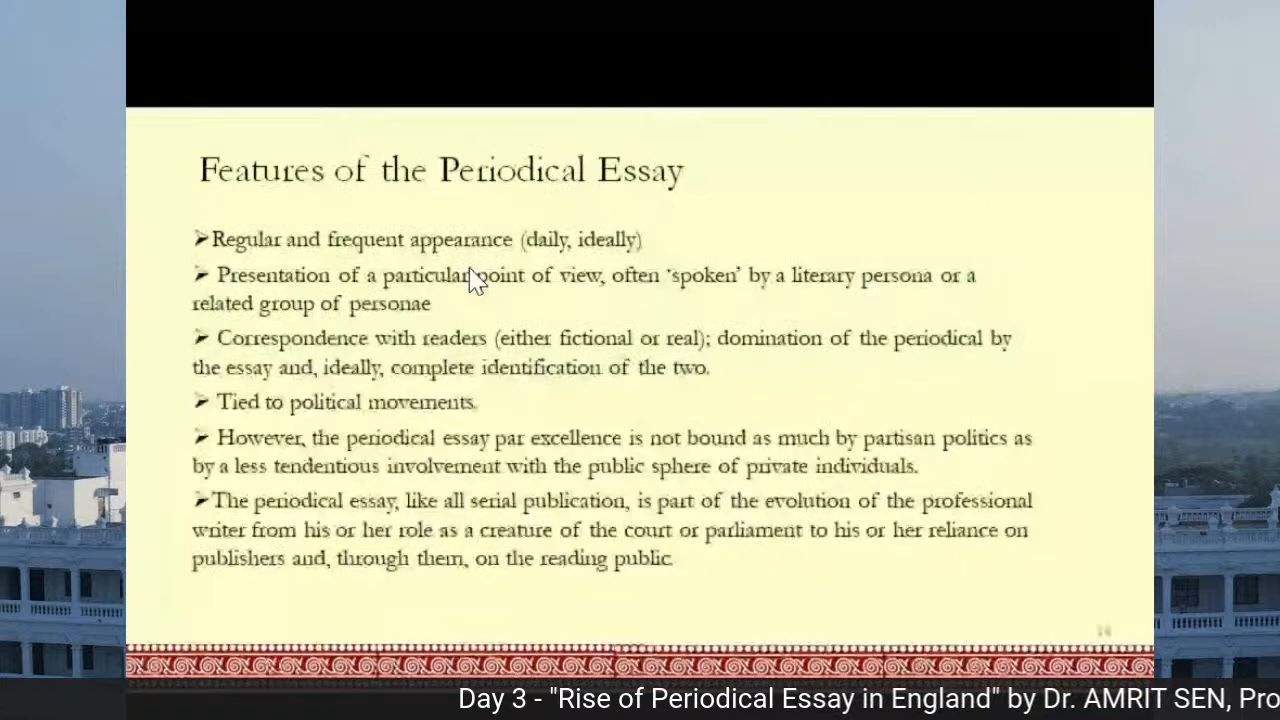 Features of the Periodical Essay
➢Regular and frequent appearance (daily, ideally)
➢ Presentation of a particular point of view, often 'spoken' by a literary persona or a
related group of personae
➢ Correspondence with readers (either fictional or real); domination of the periodical by
the essay and, ideally, complete identification of the two.
➢ Tied to political movements.
➢ However, the periodical essay par excellence is not bound as much by partisan politics as
by a less tendentious involvement with the public sphere of private individuals.
➢The periodical essay, like all serial publication, is part of the evolution of the professional
writer from his or her role as a creature of the court or parliament to his or her reliance on
publishers and, through them, on the reading public.
Day 3 - "Rise of Periodical Essay in England" by Dr. AMRIT SEN, Pro